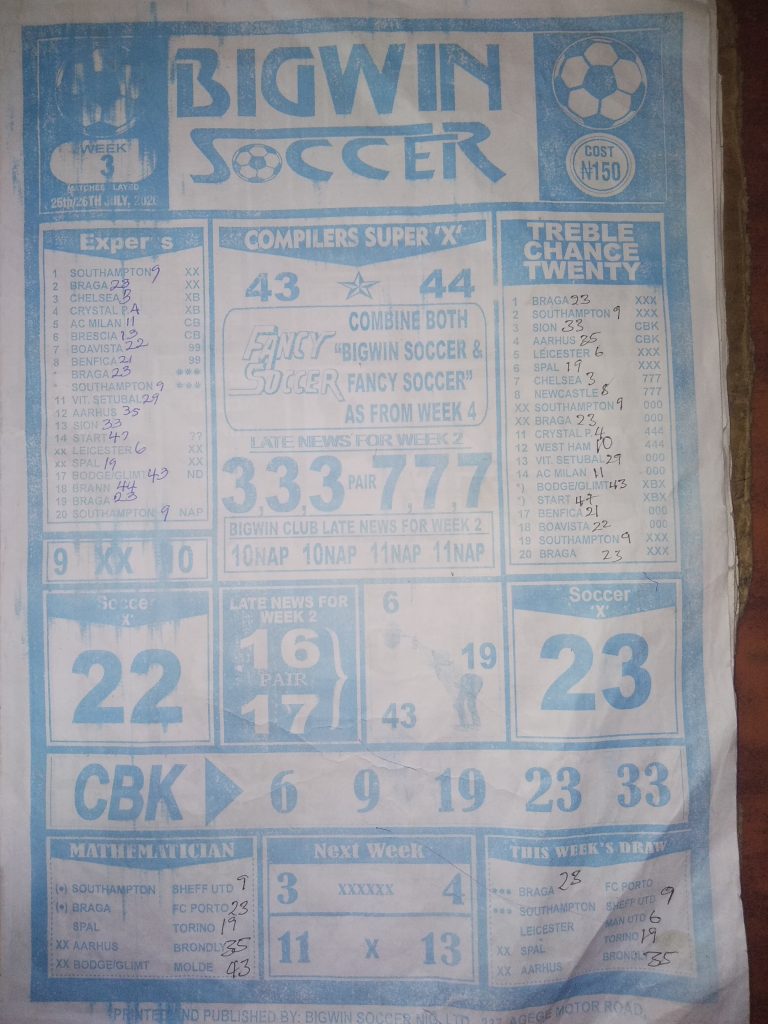 BIGWIN
SOCCER
WEEK
3
MATCHES LAYED
25th/26TH JULY, 2020
COST
₦150
Exper s
1 SOUTHAMPTON 9 XX
2 BRAGA 23 XX
3 CHELSEA 3 XB
4 CRYSTAL P. 4 XB
5 AC MILAN 11 CB
6 BRESCIA 13 CB
7 BOAVISTA 22 99
8 BENFICA 21 99
* BRAGA 23 ***
* SOUTHAMPTON 9 ***
11 VIT. SETUBAL 29
12 AARHUS 35
13 SION 33
14 START 47 ??
xx LEICESTER 6 XX
xx SPAL 19 XX
17 BODGE/GLIMT 43 ND
18 BRANN 44
19 BRAGA 23
20 SOUTHAMPTON 9 NAP
9 XX 10
COMPILERS SUPER 'X'
43 44
FANCY
SOCCER
COMBINE BOTH
"BIGWIN SOCCER &
FANCY SOCCER"
AS FROM WEEK 4
LATE NEWS FOR WEEK 2
3,3,3 PAIR 7,7,7
BIGWIN CLUB LATE NEWS FOR WEEK 2
10NAP 10NAP 11NAP 11NAP
TREBLE
CHANCE
TWENTY
1 BRAGA 23 XXX
2 SOUTHAMPTON 9 XXX
3 SION 33 CBK
4 AARHUS 35 CBK
5 LEICESTER 6 XXX
6 SPAL 19 XXX
7 CHELSEA 3 777
8 NEWCASTLE 8 777
XX SOUTHAMPTON 9 000
XX BRAGA 23 000
11 CRYSTAL P. 4 444
12 WEST HAM 10 444
13 VIT. SETUBAL 29 000
14 AC MILAN 11 000
*) BODGE/GLIMT 43 XBX
*) START 47 XBX
17 BENFICA 21 000
18 BOAVISTA 22 000
19 SOUTHAMPTON 9 XXX
20 BRAGA 23 XXX
Soccer
'X'
22
LATE NEWS FOR
WEEK 2
16
PAIR
17
6
19
43
Soccer
'X'
23
CBK 6 9 19 23 33
MATHEMATICIAN
(•) SOUTHAMPTON SHEFF UTD 9
(•) BRAGA FC PORTO 23
SPAL TORINO 19
XX AARHUS BRONDLY 35
XX BODGE/GLIMT MOLDE 43
Next Week
3 XXXXXX 4
11 X 13
THIS WEEK'S DRAW
*** BRAGA 23 FC PORTO
*** SOUTHAMPTON SHEFF UTD 9
LEICESTER MAN UTD 6
XX SPAL TORINO 19
XX AARHUS BRONDLY 35
PRINTED AND PUBLISHED BY: BIGWIN SOCCER NIG. LTD., 237, AGEGE MOTOR ROAD,